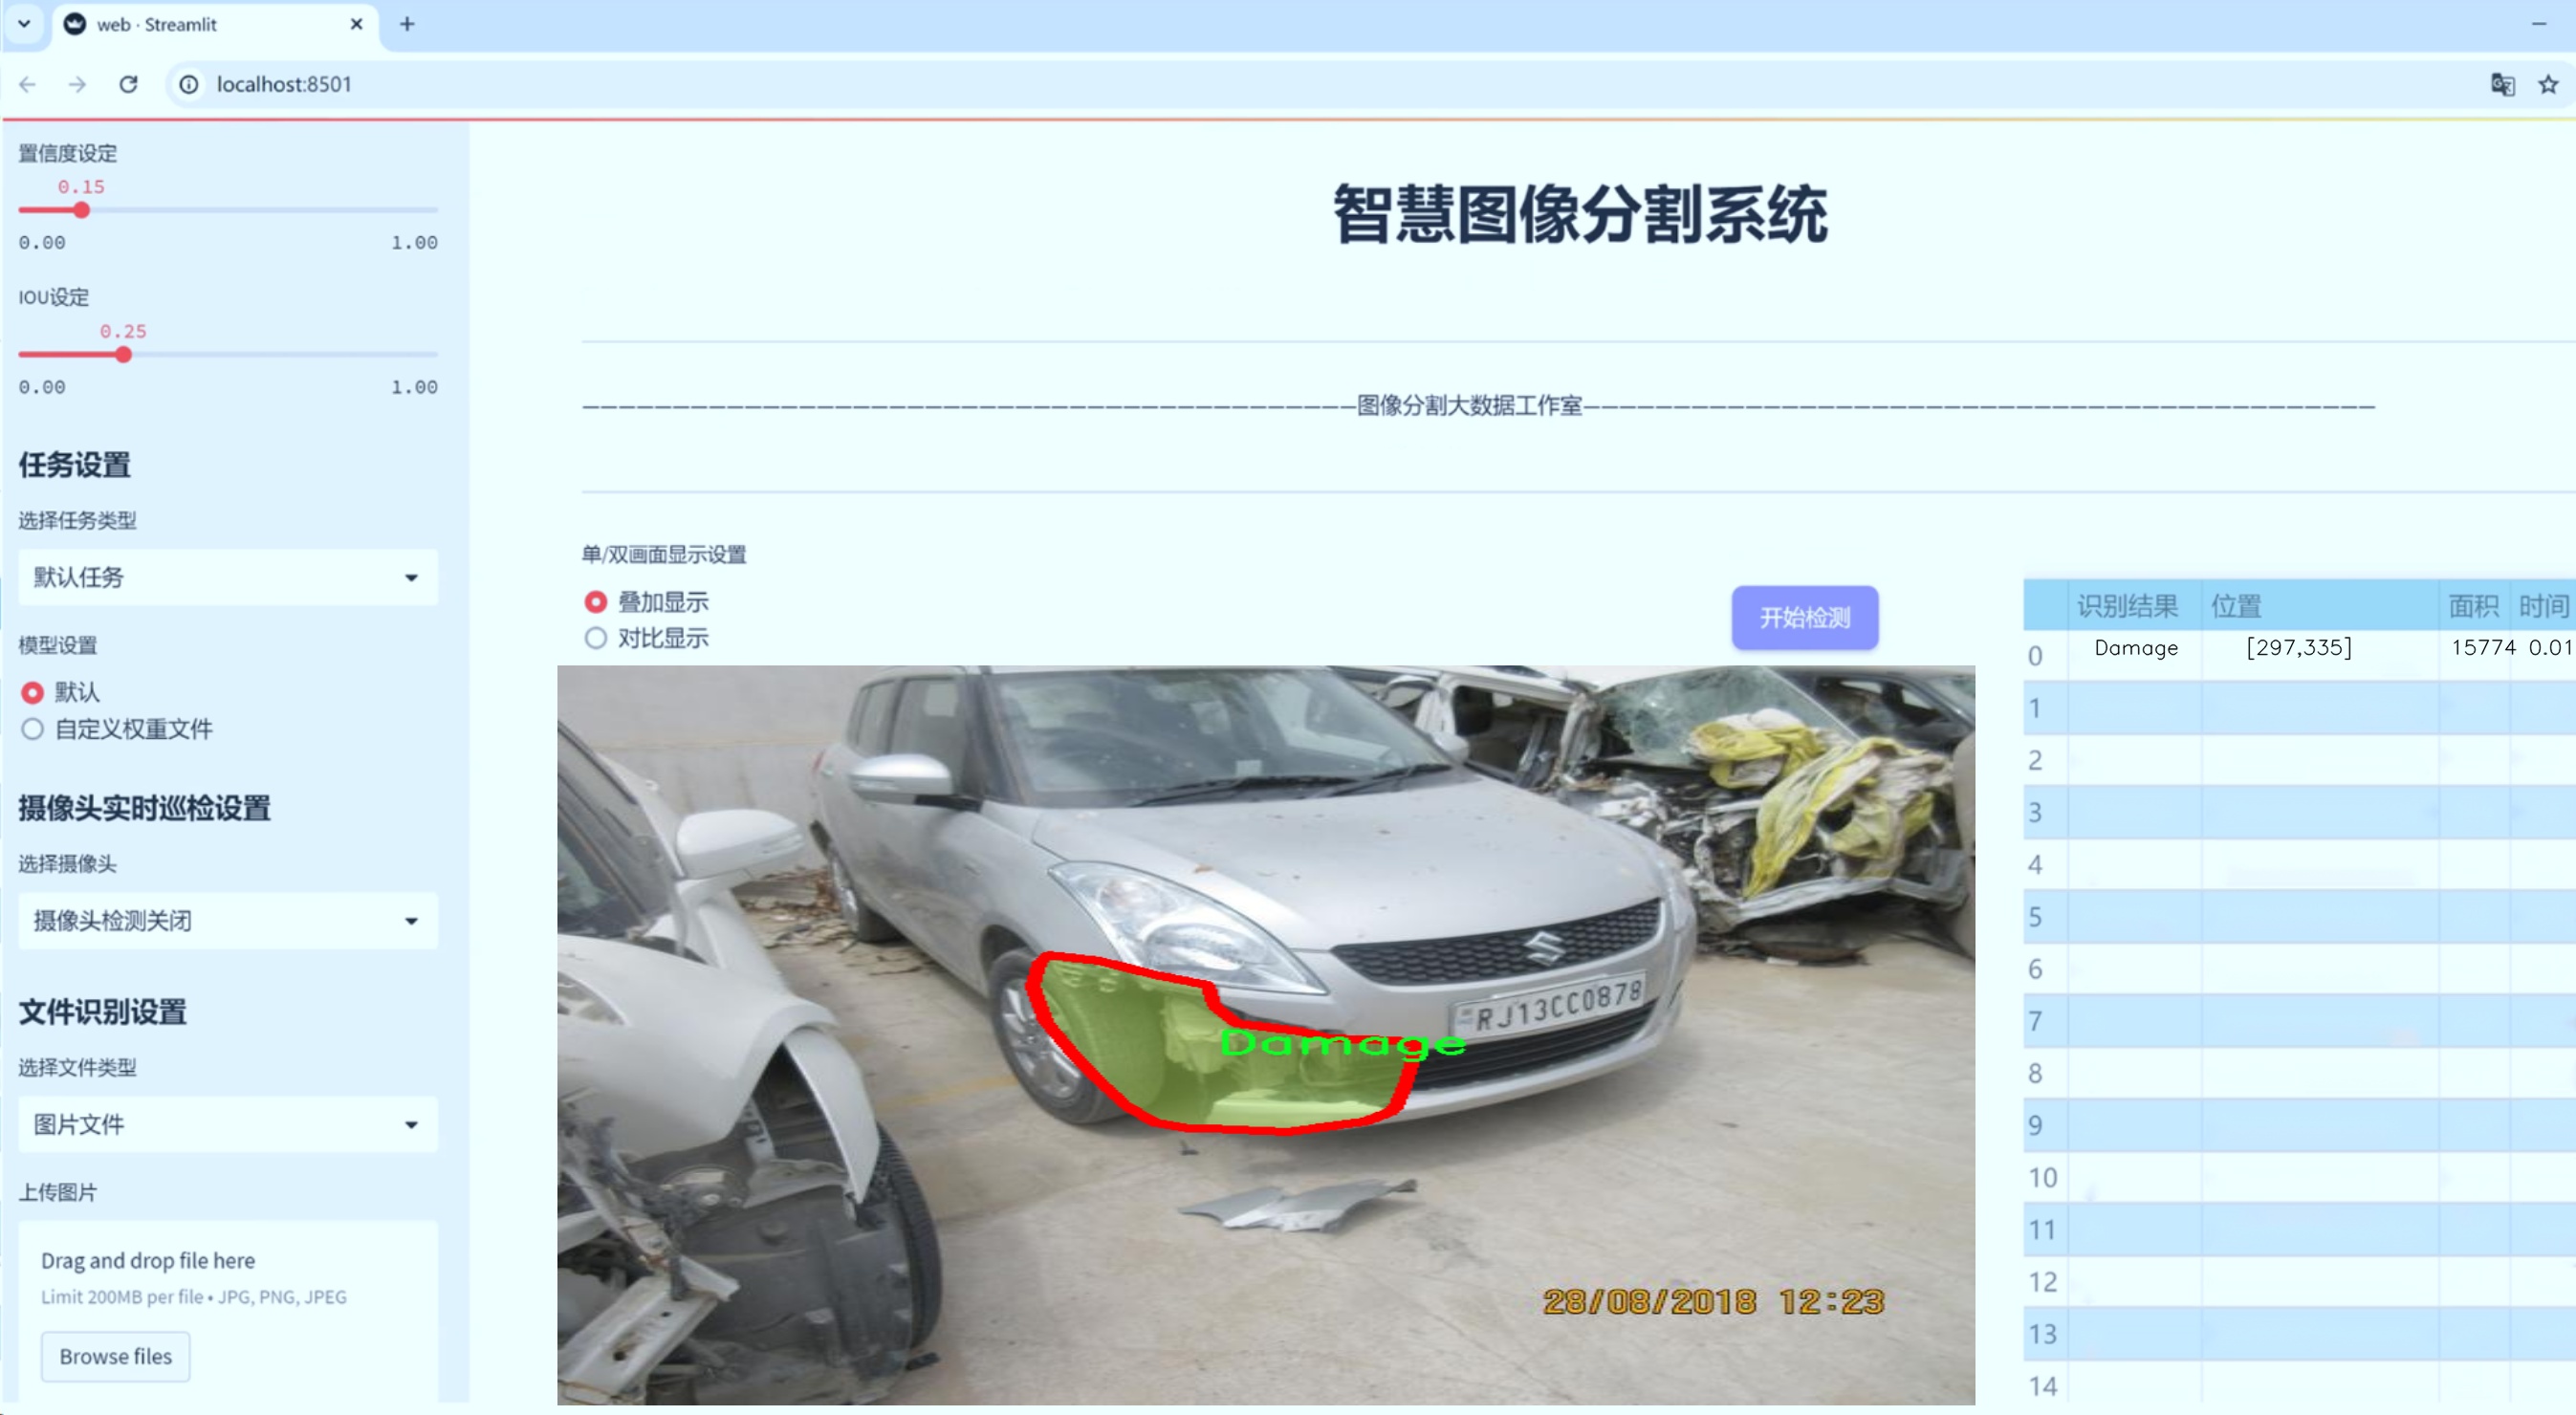 web · Streamlit
localhost:8501
置信度设定
0.15
0.00 1.00
IOU设定
0.25
0.00 1.00
任务设置
选择任务类型
默认任务
模型设置
默认
自定义权重文件
摄像头实时巡检设置
选择摄像头
摄像头检测关闭
文件识别设置
选择文件类型
图片文件
上传图片
Drag and drop file here
Limit 200MB per file • JPG, PNG, JPEG
Browse files
智慧图像分割系统
图像分割大数据工作室
单/双画面显示设置
叠加显示
对比显示
开始检测
RJ13CC0878
Damage
28/08/2018 12:23
识别结果 位置 面积 时间
0 Damage [297,335] 15774 0.01
1
2
3
4
5
6
7
8
9
10
11
12
13
14